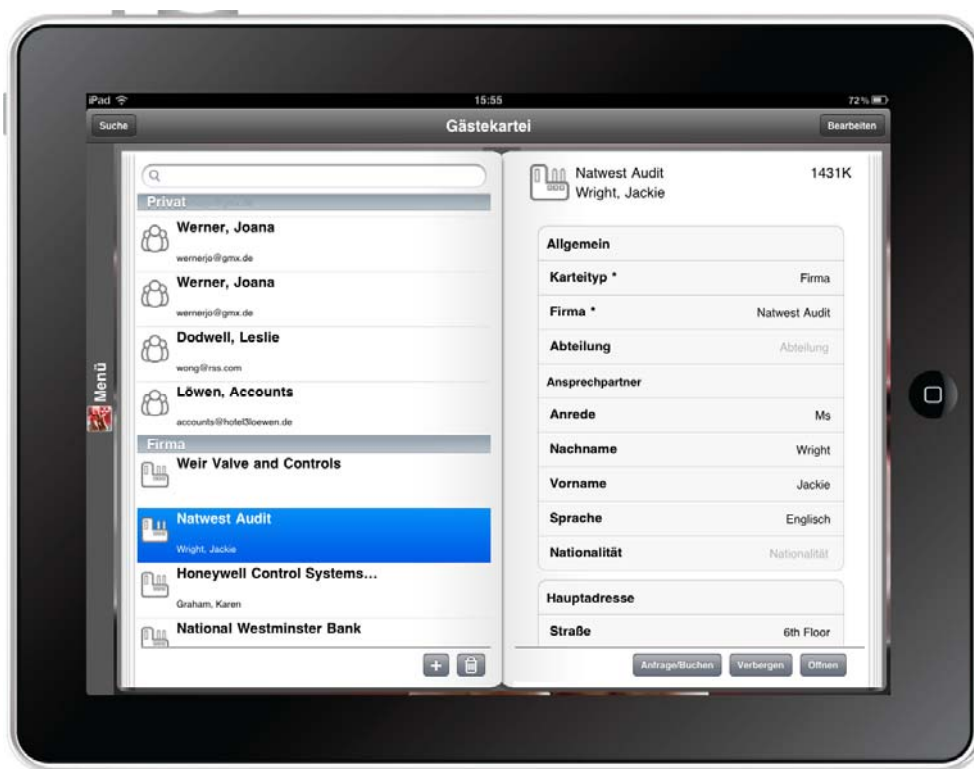 iPad 15:55 72%
Suche Gästekartei Bearbeiten
Menü
Privat
Werner, Joana
wernerjo@gmx.de
Werner, Joana
wernerjo@gmx.de
Dodwell, Leslie
wong@rss.com
Löwen, Accounts
accounts@hotel3loewen.de
Firma
Weir Valve and Controls
Natwest Audit
Wright, Jackie
Honeywell Control Systems...
Graham, Karen
National Westminster Bank
Natwest Audit 1431K
Wright, Jackie
Allgemein
Karteityp * Firma
Firma * Natwest Audit
Abteilung Abteilung
Ansprechpartner
Anrede Ms
Nachname Wright
Vorname Jackie
Sprache Englisch
Nationalität Nationalität
Hauptadresse
Straße 6th Floor
Anfrage/Buchen Verbergen Öffnen